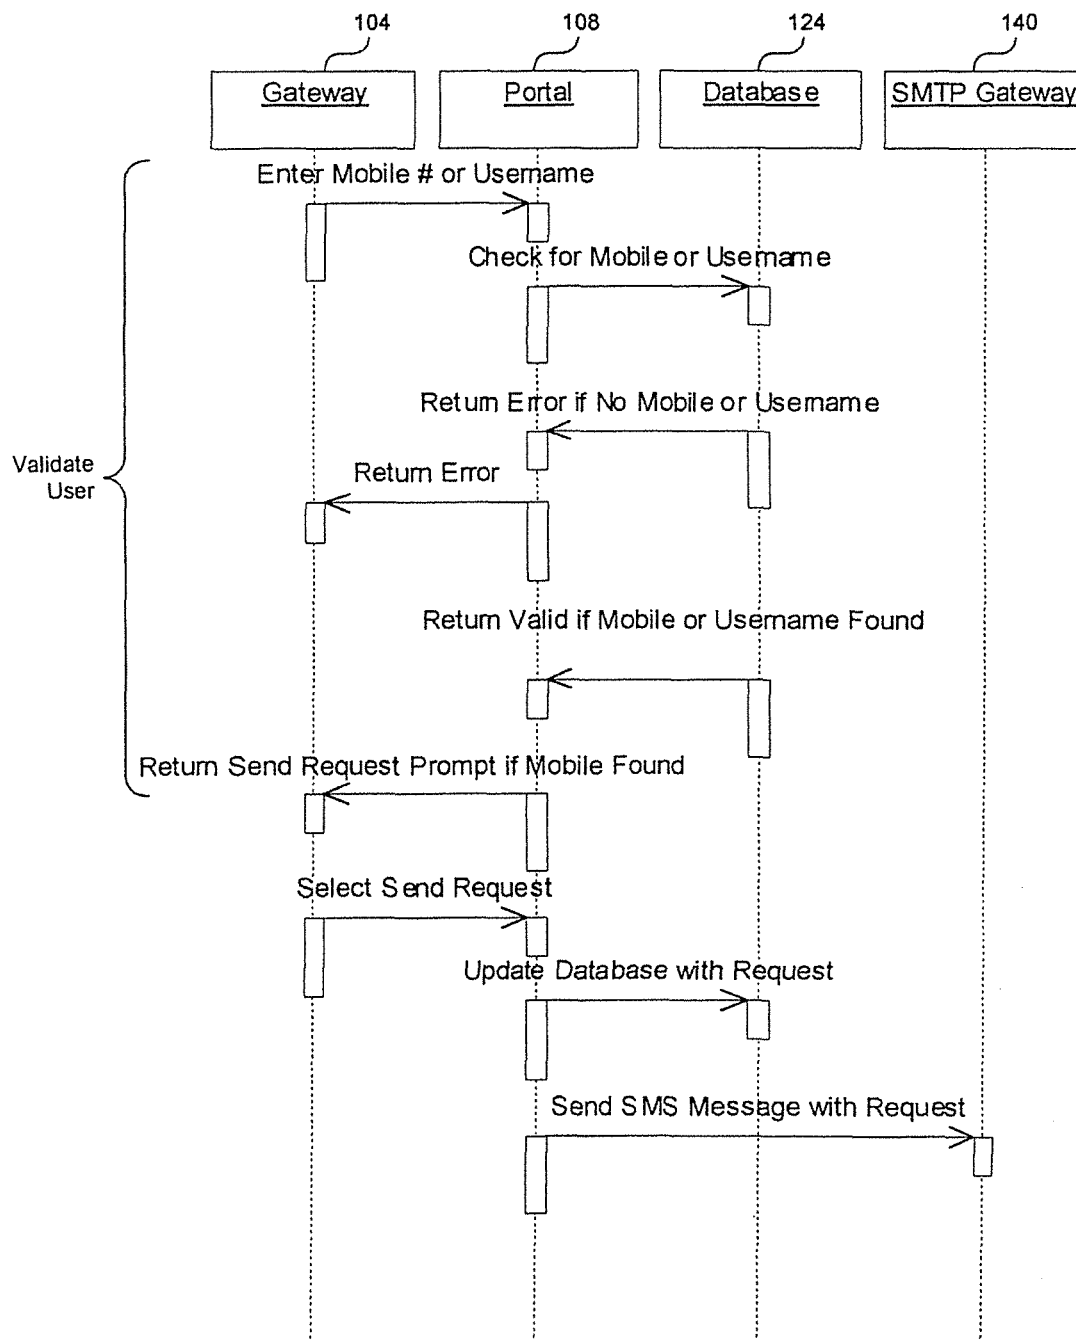 104
108
124
140
Gateway
Portal
Database
SMTP Gateway
Enter Mobile # or Username
Check for Mobile or Username
Return Error if No Mobile or Username
Validate
User
Return Error
Return Valid if Mobile or Username Found
Return Send Request Prompt if Mobile Found
Select Send Request
Update Database with Request
Send SMS Message with Request